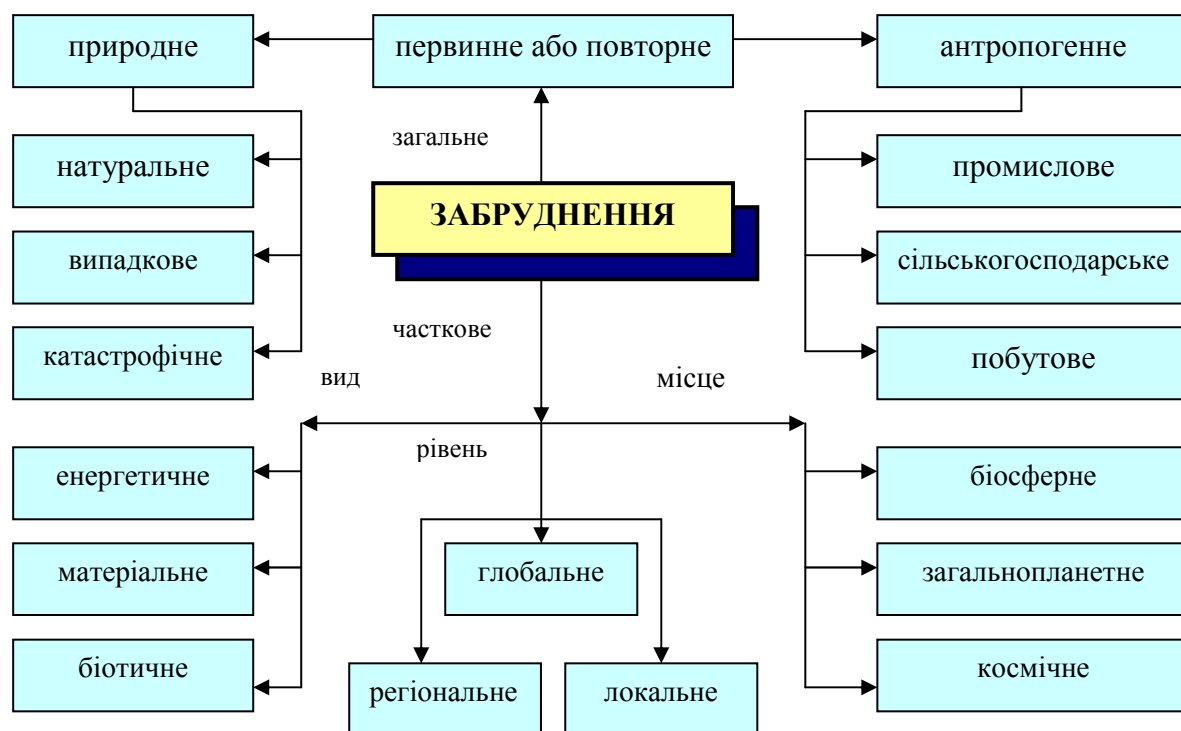 природне
первинне або повторне
антропогенне
загальне
натуральне
промислове
ЗАБРУДНЕННЯ
випадкове
сільськогосподарське
часткове
катастрофічне
побутове
вид
місце
рівень
енергетичне
біосферне
матеріальне
глобальне
загальнопланетне
біотичне
регіональне
локальне
космічне